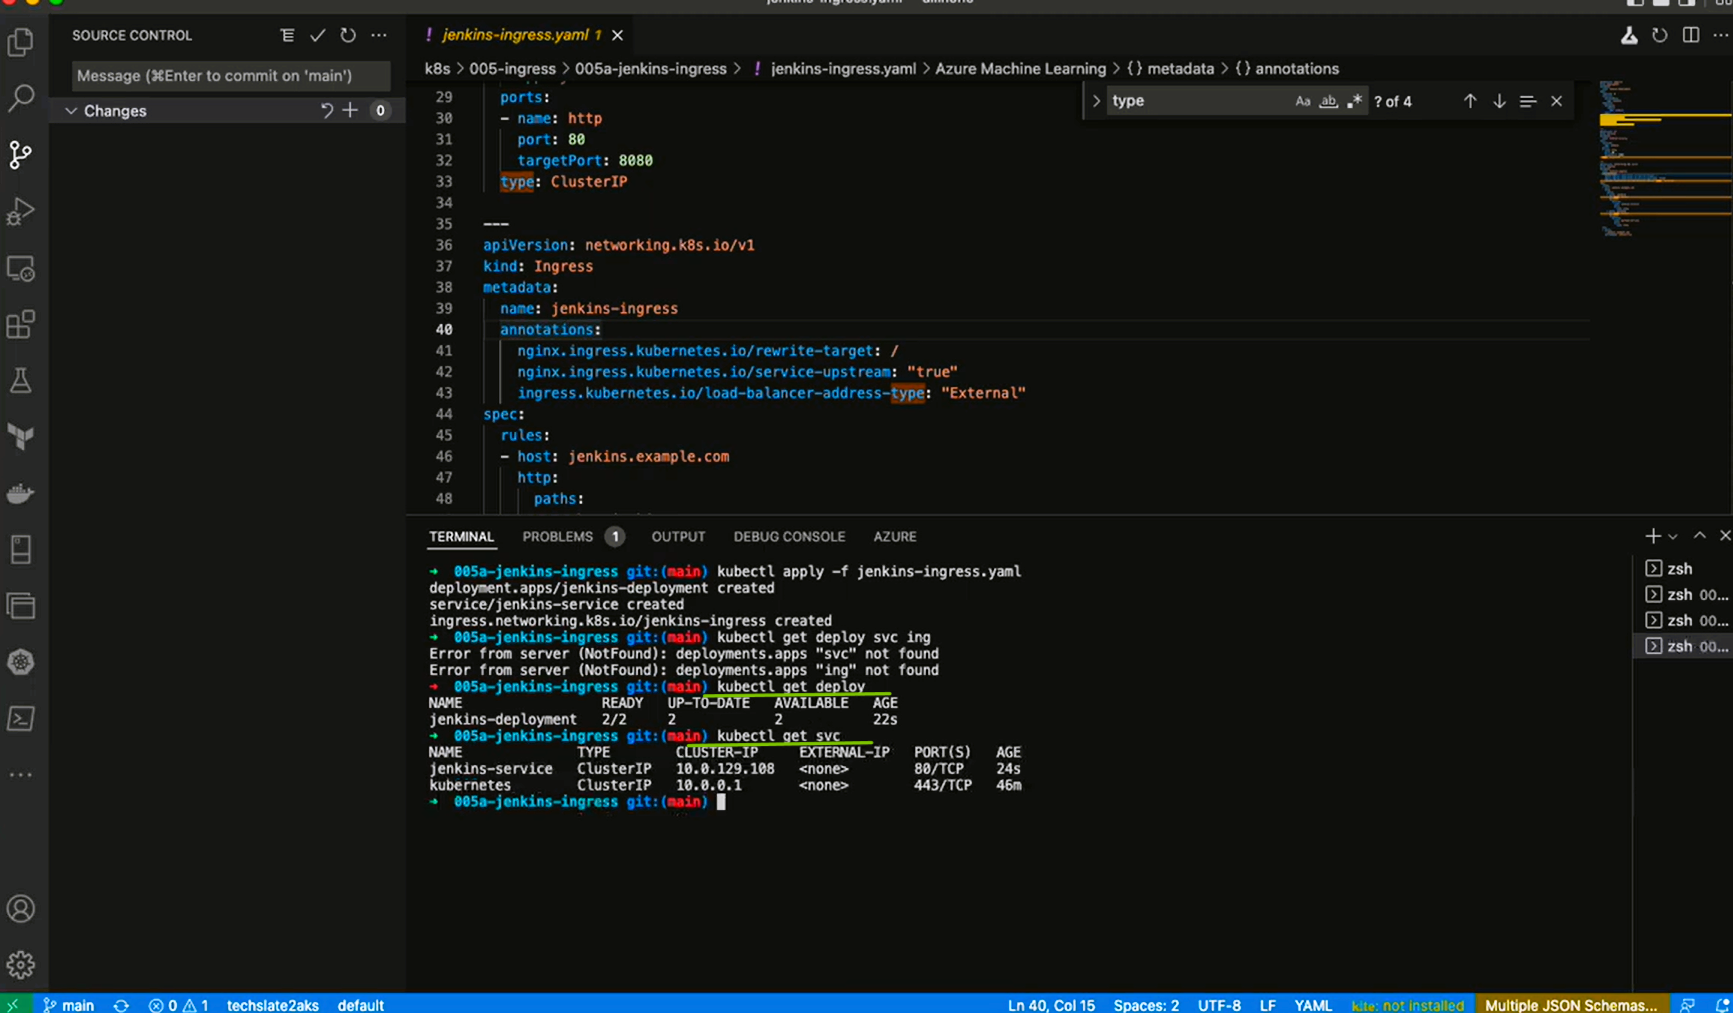 jenkins-ingress.yaml — allinone
SOURCE CONTROL
Message (⌘Enter to commit on 'main')
Changes 0
! jenkins-ingress.yaml 1
k8s > 005-ingress > 005a-jenkins-ingress > ! jenkins-ingress.yaml > Azure Machine Learning > {} metadata > {} annotations
type Aa ab .* ? of 4
29 ports:
30 - name: http
31 port: 80
32 targetPort: 8080
33 type: ClusterIP
34
35 ---
36 apiVersion: networking.k8s.io/v1
37 kind: Ingress
38 metadata:
39 name: jenkins-ingress
40 annotations:
41 nginx.ingress.kubernetes.io/rewrite-target: /
42 nginx.ingress.kubernetes.io/service-upstream: "true"
43 ingress.kubernetes.io/load-balancer-address-type: "External"
44 spec:
45 rules:
46 - host: jenkins.example.com
47 http:
48 paths:
TERMINAL PROBLEMS 1 OUTPUT DEBUG CONSOLE AZURE
➜ 005a-jenkins-ingress git:(main) kubectl apply -f jenkins-ingress.yaml
deployment.apps/jenkins-deployment created
service/jenkins-service created
ingress.networking.k8s.io/jenkins-ingress created
➜ 005a-jenkins-ingress git:(main) kubectl get deploy svc ing
Error from server (NotFound): deployments.apps "svc" not found
Error from server (NotFound): deployments.apps "ing" not found
➜ 005a-jenkins-ingress git:(main) kubectl get deploy
NAME READY UP-TO-DATE AVAILABLE AGE
jenkins-deployment 2/2 2 2 22s
➜ 005a-jenkins-ingress git:(main) kubectl get svc
NAME TYPE CLUSTER-IP EXTERNAL-IP PORT(S) AGE
jenkins-service ClusterIP 10.0.129.108 <none> 80/TCP 24s
kubernetes ClusterIP 10.0.0.1 <none> 443/TCP 46m
➜ 005a-jenkins-ingress git:(main)
zsh
zsh 00...
zsh 00...
zsh 00...
main 0 1 techslate2aks default
Ln 40, Col 15 Spaces: 2 UTF-8 LF YAML kite: not installed Multiple JSON Schemas...